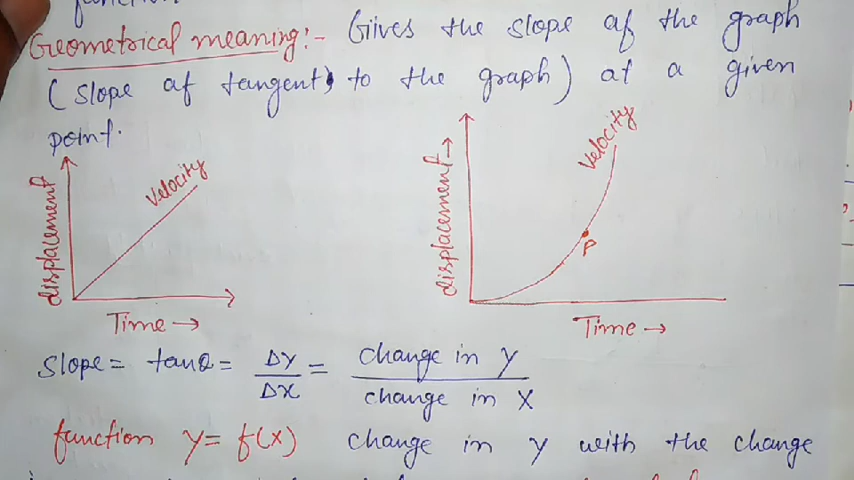 function
Geometrical meaning:- Gives the slope of the graph
(slope of tangent) to the graph) at a given
point.
displacement
Velocity
Time →
displacement →
Velocity
P
Time →
Slope = tanθ = ΔY/ΔX = change in y/change in X
function y= f(x) change in y with the change